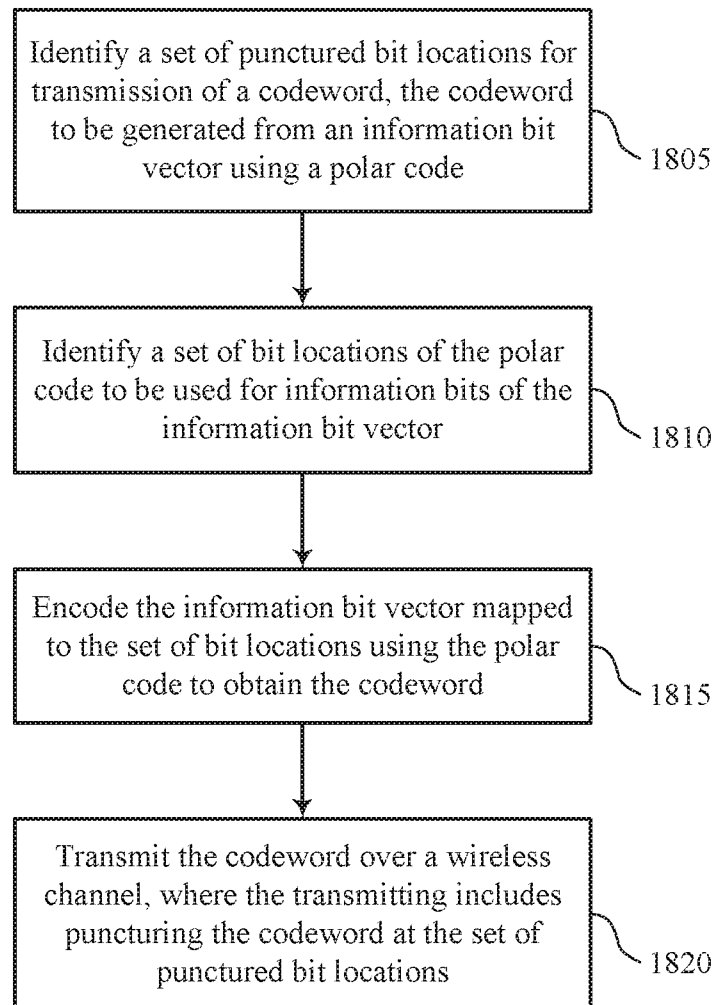 Identify a set of punctured bit locations for
transmission of a codeword, the codeword
to be generated from an information bit
vector using a polar code
1805
Identify a set of bit locations of the polar
code to be used for information bits of the
information bit vector
1810
Encode the information bit vector mapped
to the set of bit locations using the polar
code to obtain the codeword
1815
Transmit the codeword over a wireless
channel, where the transmitting includes
puncturing the codeword at the set of
punctured bit locations
1820